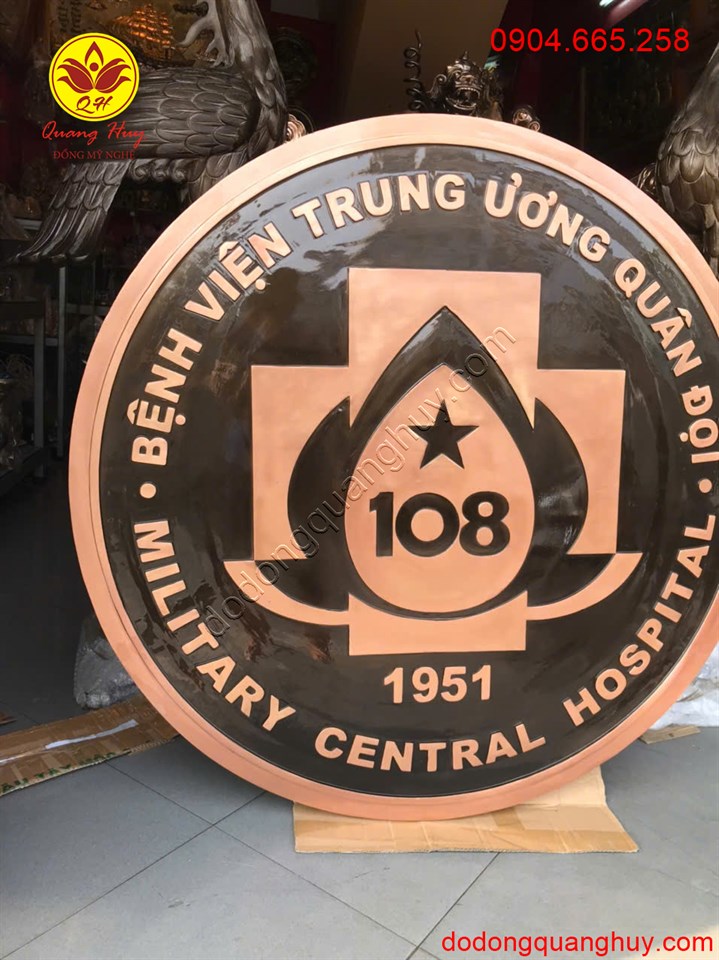 0904.665.258
QH
Quang Huy
ĐỒNG MỸ NGHỆ
BỆNH VIỆN TRUNG ƯƠNG QUÂN ĐỘI
108
1951
• MILITARY CENTRAL HOSPITAL •
dodongquanghuy.com
dodongquanghuy.com